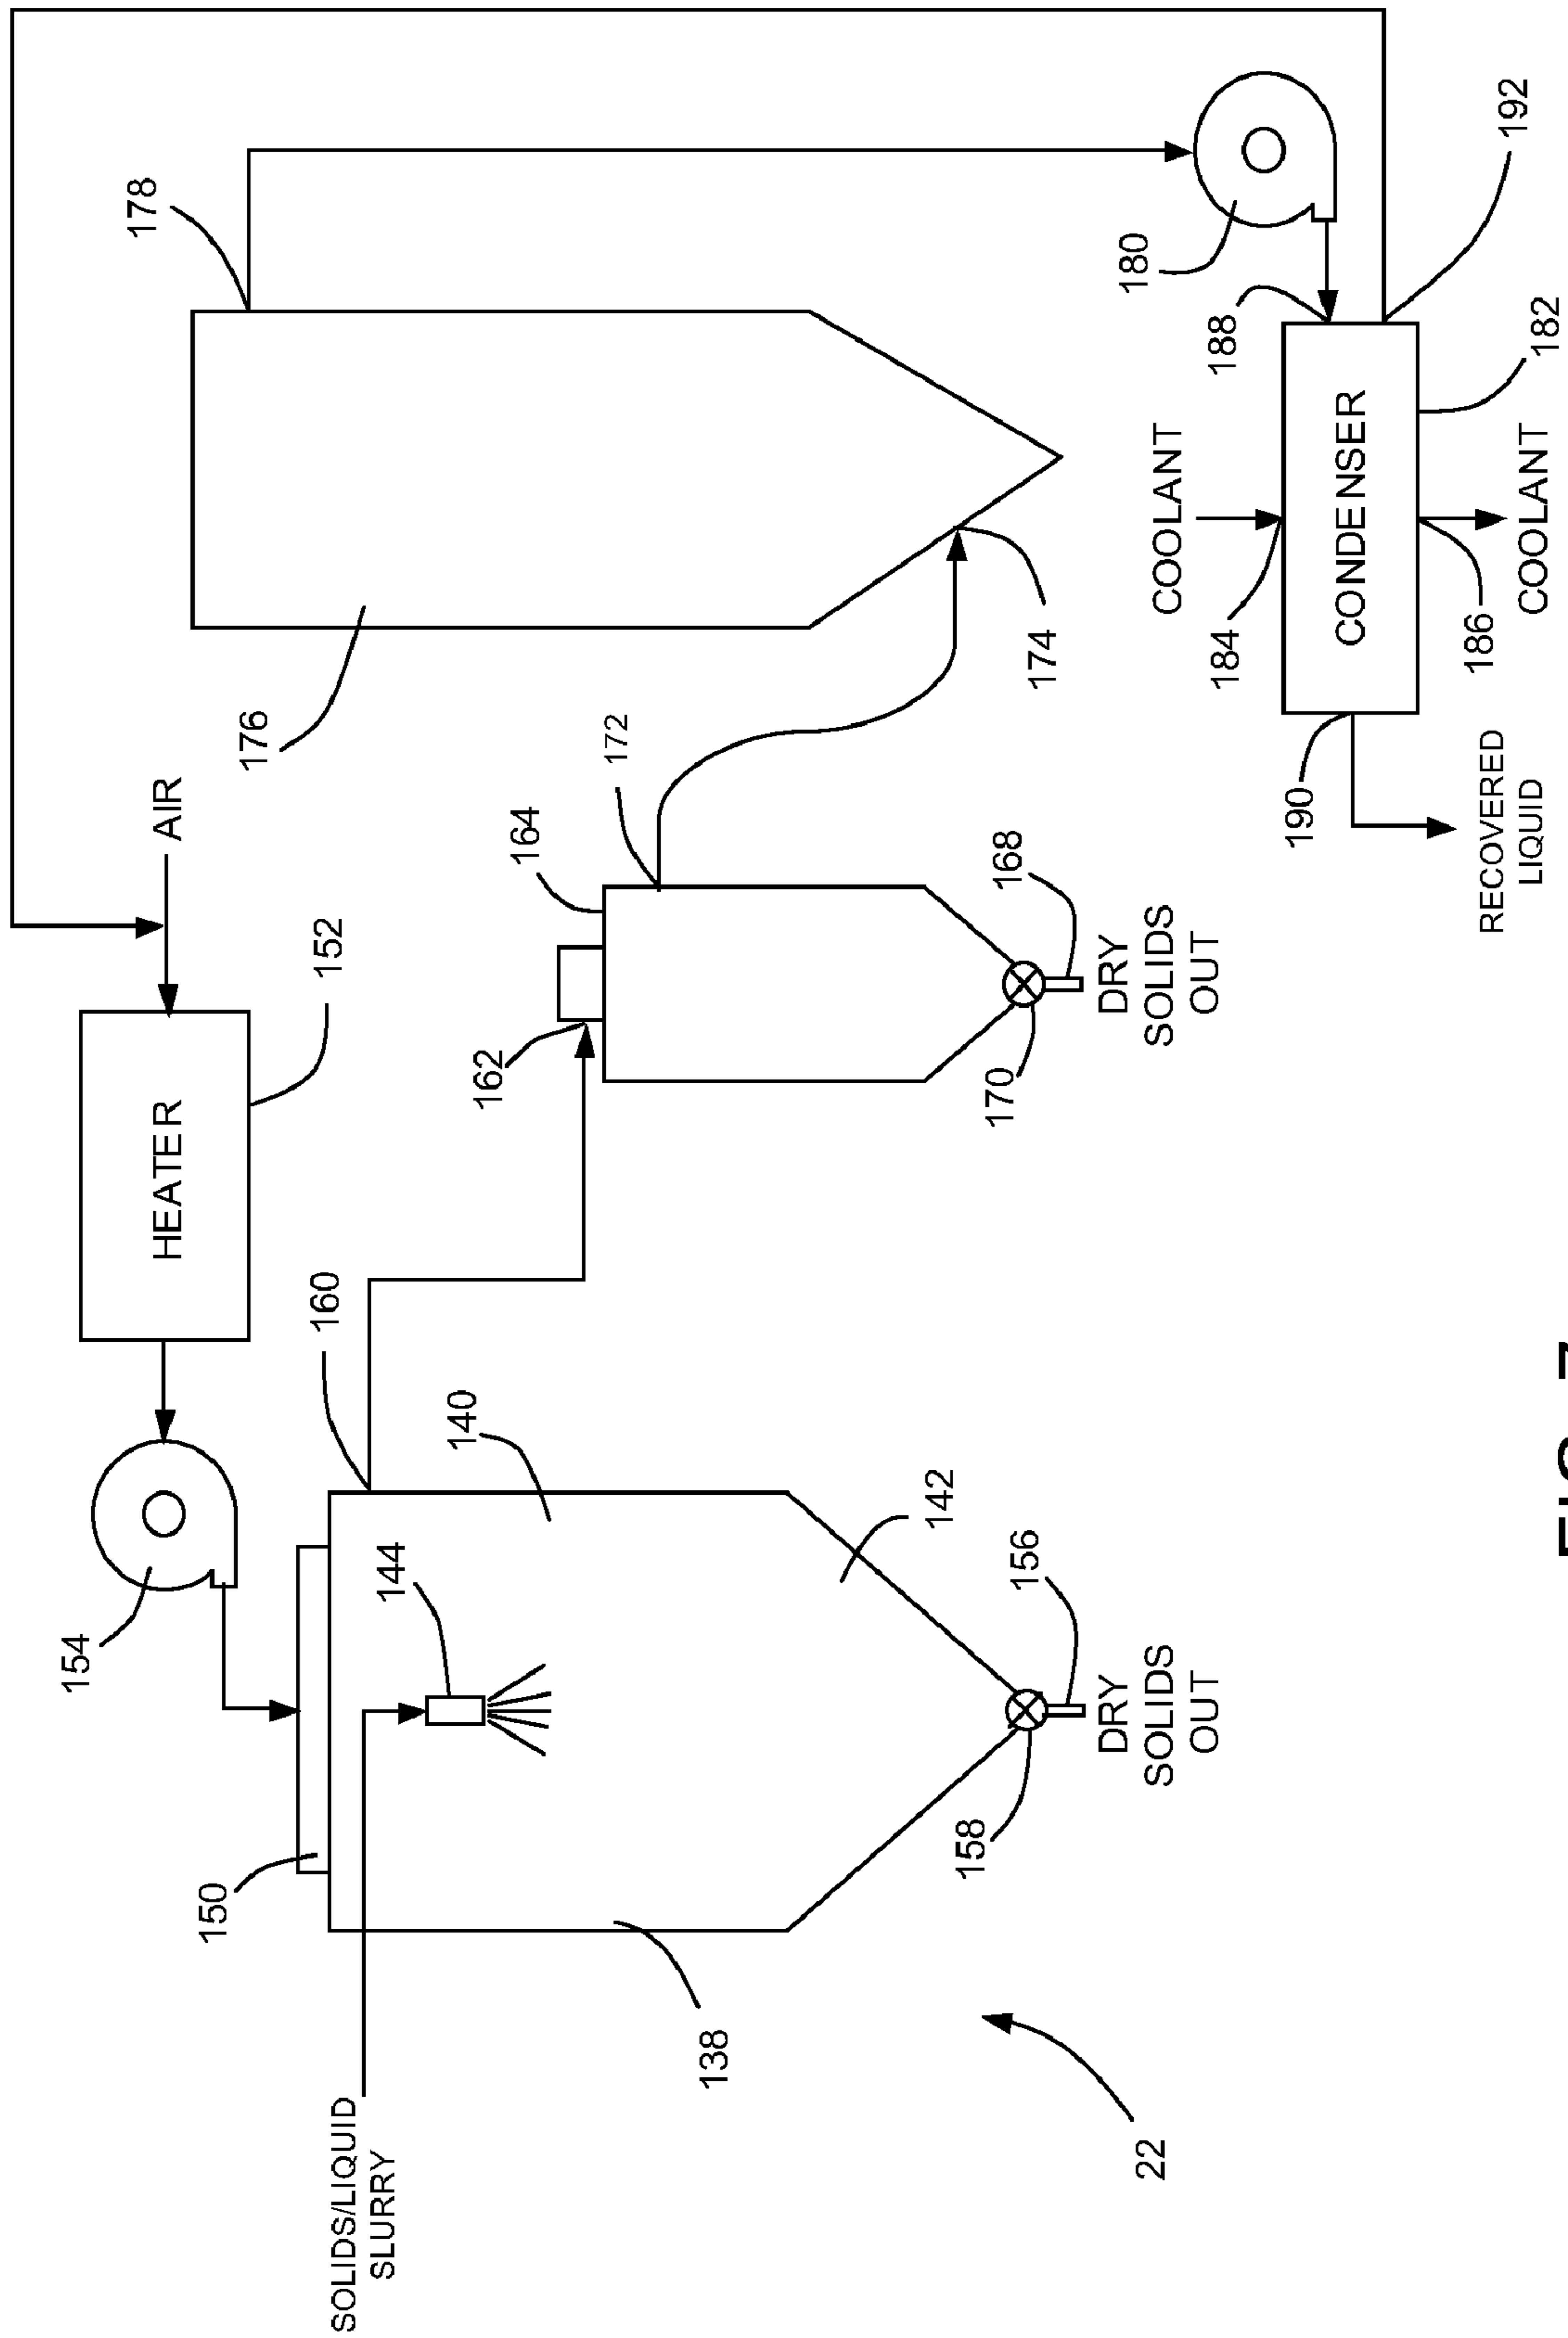 154
HEATER
152
AIR
176
178
150
160
SOLIDS/LIQUID
SLURRY
144
140
162
164
172
138
142
158
156
DRY
SOLIDS
OUT
170
168
DRY
SOLIDS
OUT
174
180
22
COOLANT
184
188
190
CONDENSER
RECOVERED
LIQUID
186
COOLANT
182
192